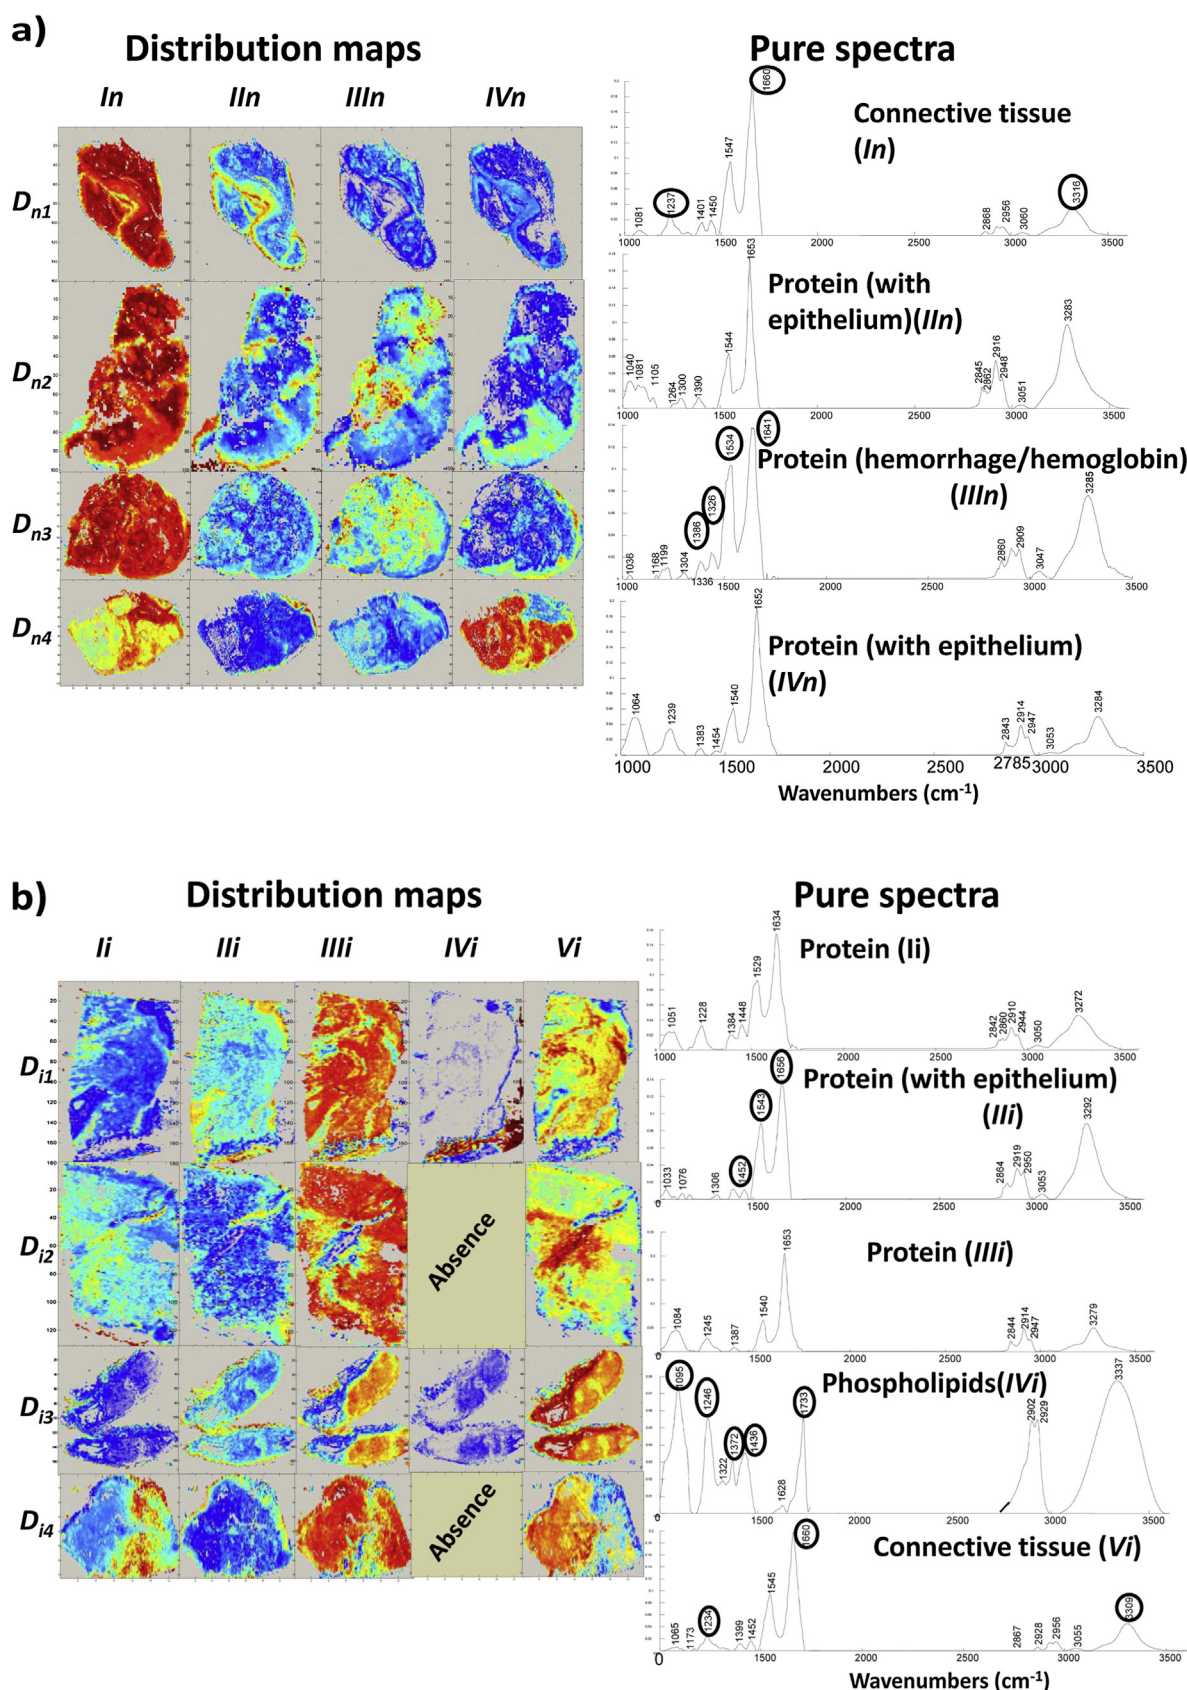 a)
Distribution maps
Pure spectra
In IIn IIIn IVn
Dn1
Dn2
Dn3
Dn4
Connective tissue
(In)
1081 1237 1401 1450 1547 1660 2868 2956 3060 3316
1000 1500 2000 2500 3000 3500
Protein (with
epithelium)(IIn)
1040 1081 1105 1264 1300 1390 1544 1653 2845 2862 2916 2948 3051 3283
1000 1500 2000 2500 3000 3500
Protein (hemorrhage/hemoglobin)
(IIIn)
1036 1168 1199 1304 1336 1386 1326 1534 1641 2860 2909 3047 3285
1000 1500 2000 2500 3000 3500
Protein (with epithelium)
(IVn)
1064 1239 1383 1454 1540 1652 2843 2914 2947 3053 3284
1000 1500 2000 2500 2785 3000 3500
Wavenumbers (cm-1)
b)
Distribution maps
Pure spectra
Ii IIi IIIi IVi Vi
Di1
Di2
Absence
Di3
Di4
Absence
Protein (Ii)
1051 1228 1384 1448 1529 1634 2842 2860 2910 2944 3050 3272
1000 1500 2000 2500 3000 3500
Protein (with epithelium)
(IIi)
1033 1076 1306 1452 1543 1656 2864 2919 2950 3053 3292
1500 2000 2500 3000 3500
Protein (IIIi)
1084 1245 1387 1540 1653 2844 2914 2947 3279
1500 2000 2500 3000 3500
Phospholipids(IVi)
1095 1246 1322 1372 1436 1628 1733 2902 2929 3337
1500 2000 2500 3000 3500
Connective tissue (Vi)
1065 1173 1234 1399 1452 1545 1660 2867 2928 2956 3055 3309
0 1500 2000 2500 3000 3500
Wavenumbers (cm-1)